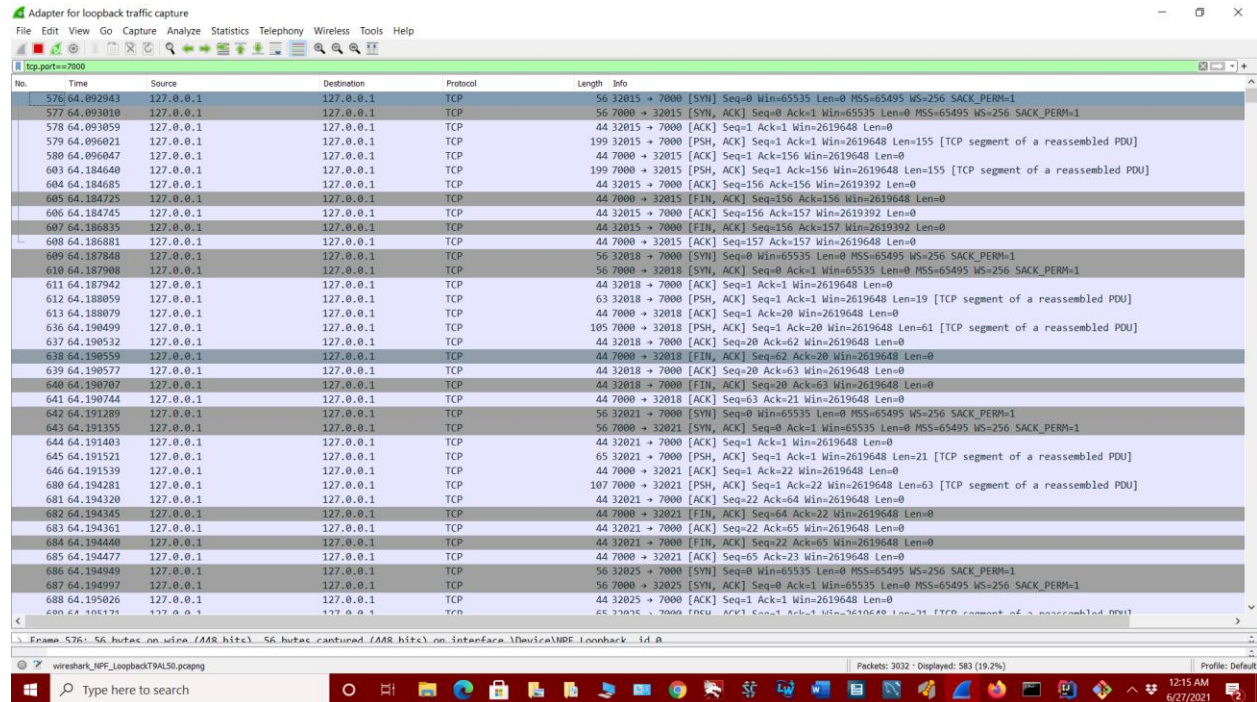 Adapter for loopback traffic capture
File Edit View Go Capture Analyze Statistics Telephony Wireless Tools Help
tcp.port==7000
No. Time Source Destination Protocol Length Info
576 64.092943 127.0.0.1 127.0.0.1 TCP 56 32015 → 7000 [SYN] Seq=0 Win=65535 Len=0 MSS=65495 WS=256 SACK_PERM=1
577 64.093010 127.0.0.1 127.0.0.1 TCP 56 7000 → 32015 [SYN, ACK] Seq=0 Ack=1 Win=65535 Len=0 MSS=65495 WS=256 SACK_PERM=1
578 64.093059 127.0.0.1 127.0.0.1 TCP 44 32015 → 7000 [ACK] Seq=1 Ack=1 Win=2619648 Len=0
579 64.096021 127.0.0.1 127.0.0.1 TCP 199 32015 → 7000 [PSH, ACK] Seq=1 Ack=1 Win=2619648 Len=155 [TCP segment of a reassembled PDU]
580 64.096047 127.0.0.1 127.0.0.1 TCP 44 7000 → 32015 [ACK] Seq=1 Ack=156 Win=2619648 Len=0
603 64.184640 127.0.0.1 127.0.0.1 TCP 199 7000 → 32015 [PSH, ACK] Seq=1 Ack=156 Win=2619648 Len=155 [TCP segment of a reassembled PDU]
604 64.184685 127.0.0.1 127.0.0.1 TCP 44 32015 → 7000 [ACK] Seq=156 Ack=156 Win=2619392 Len=0
605 64.184725 127.0.0.1 127.0.0.1 TCP 44 7000 → 32015 [FIN, ACK] Seq=156 Ack=156 Win=2619648 Len=0
606 64.184745 127.0.0.1 127.0.0.1 TCP 44 32015 → 7000 [ACK] Seq=156 Ack=157 Win=2619392 Len=0
607 64.186835 127.0.0.1 127.0.0.1 TCP 44 32015 → 7000 [FIN, ACK] Seq=156 Ack=157 Win=2619392 Len=0
608 64.186881 127.0.0.1 127.0.0.1 TCP 44 7000 → 32015 [ACK] Seq=157 Ack=157 Win=2619648 Len=0
609 64.187848 127.0.0.1 127.0.0.1 TCP 56 32018 → 7000 [SYN] Seq=0 Win=65535 Len=0 MSS=65495 WS=256 SACK_PERM=1
610 64.187908 127.0.0.1 127.0.0.1 TCP 56 7000 → 32018 [SYN, ACK] Seq=0 Ack=1 Win=65535 Len=0 MSS=65495 WS=256 SACK_PERM=1
611 64.187942 127.0.0.1 127.0.0.1 TCP 44 32018 → 7000 [ACK] Seq=1 Ack=1 Win=2619648 Len=0
612 64.188059 127.0.0.1 127.0.0.1 TCP 63 32018 → 7000 [PSH, ACK] Seq=1 Ack=1 Win=2619648 Len=19 [TCP segment of a reassembled PDU]
613 64.188079 127.0.0.1 127.0.0.1 TCP 44 7000 → 32018 [ACK] Seq=1 Ack=20 Win=2619648 Len=0
636 64.190499 127.0.0.1 127.0.0.1 TCP 105 7000 → 32018 [PSH, ACK] Seq=1 Ack=20 Win=2619648 Len=61 [TCP segment of a reassembled PDU]
637 64.190532 127.0.0.1 127.0.0.1 TCP 44 32018 → 7000 [ACK] Seq=20 Ack=62 Win=2619648 Len=0
638 64.190559 127.0.0.1 127.0.0.1 TCP 44 7000 → 32018 [FIN, ACK] Seq=62 Ack=20 Win=2619648 Len=0
639 64.190577 127.0.0.1 127.0.0.1 TCP 44 32018 → 7000 [ACK] Seq=20 Ack=63 Win=2619648 Len=0
640 64.190707 127.0.0.1 127.0.0.1 TCP 44 32018 → 7000 [FIN, ACK] Seq=20 Ack=63 Win=2619648 Len=0
641 64.190744 127.0.0.1 127.0.0.1 TCP 44 7000 → 32018 [ACK] Seq=63 Ack=21 Win=2619648 Len=0
642 64.191289 127.0.0.1 127.0.0.1 TCP 56 32021 → 7000 [SYN] Seq=0 Win=65535 Len=0 MSS=65495 WS=256 SACK_PERM=1
643 64.191355 127.0.0.1 127.0.0.1 TCP 56 7000 → 32021 [SYN, ACK] Seq=0 Ack=1 Win=65535 Len=0 MSS=65495 WS=256 SACK_PERM=1
644 64.191403 127.0.0.1 127.0.0.1 TCP 44 32021 → 7000 [ACK] Seq=1 Ack=1 Win=2619648 Len=0
645 64.191521 127.0.0.1 127.0.0.1 TCP 65 32021 → 7000 [PSH, ACK] Seq=1 Ack=1 Win=2619648 Len=21 [TCP segment of a reassembled PDU]
646 64.191539 127.0.0.1 127.0.0.1 TCP 44 7000 → 32021 [ACK] Seq=1 Ack=22 Win=2619648 Len=0
680 64.194281 127.0.0.1 127.0.0.1 TCP 107 7000 → 32021 [PSH, ACK] Seq=1 Ack=22 Win=2619648 Len=63 [TCP segment of a reassembled PDU]
681 64.194320 127.0.0.1 127.0.0.1 TCP 44 32021 → 7000 [ACK] Seq=22 Ack=64 Win=2619648 Len=0
682 64.194345 127.0.0.1 127.0.0.1 TCP 44 7000 → 32021 [FIN, ACK] Seq=64 Ack=22 Win=2619648 Len=0
683 64.194361 127.0.0.1 127.0.0.1 TCP 44 32021 → 7000 [ACK] Seq=22 Ack=65 Win=2619648 Len=0
684 64.194440 127.0.0.1 127.0.0.1 TCP 44 32021 → 7000 [FIN, ACK] Seq=22 Ack=65 Win=2619648 Len=0
685 64.194477 127.0.0.1 127.0.0.1 TCP 44 7000 → 32021 [ACK] Seq=65 Ack=23 Win=2619648 Len=0
686 64.194949 127.0.0.1 127.0.0.1 TCP 56 32025 → 7000 [SYN] Seq=0 Win=65535 Len=0 MSS=65495 WS=256 SACK_PERM=1
687 64.194997 127.0.0.1 127.0.0.1 TCP 56 7000 → 32025 [SYN, ACK] Seq=0 Ack=1 Win=65535 Len=0 MSS=65495 WS=256 SACK_PERM=1
688 64.195026 127.0.0.1 127.0.0.1 TCP 44 32025 → 7000 [ACK] Seq=1 Ack=1 Win=2619648 Len=0
689 64.195171 127.0.0.1 127.0.0.1 TCP 65 32025 → 7000 [PSH, ACK] Seq=1 Ack=1 Win=2619648 Len=21 [TCP segment of a reassembled PDU]
Frame 576: 56 bytes on wire (448 bits), 56 bytes captured (448 bits) on interface \Device\NPF_Loopback, id 0
wireshark_NPF_LoopbackT9AL50.pcapng Packets: 3032 · Displayed: 583 (19.2%) Profile: Default
Type here to search
12:15 AM
6/27/2021